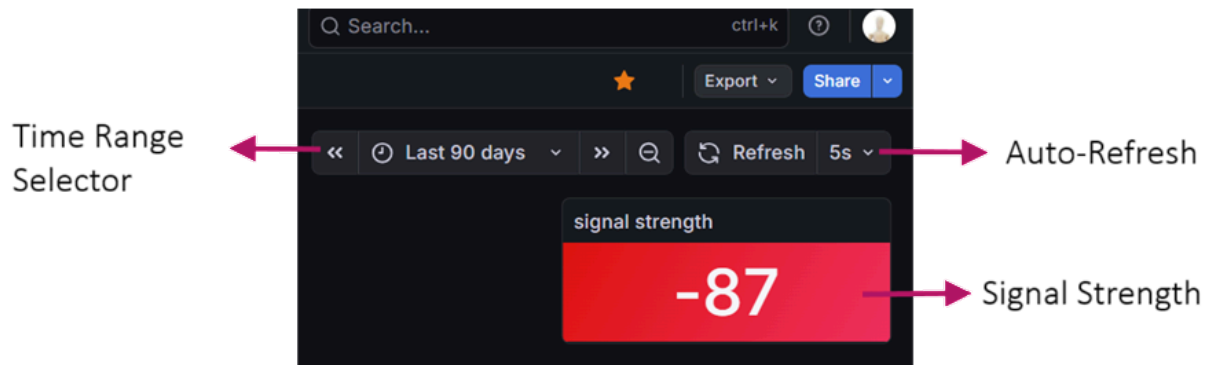 Search... ctrl+k
Export Share
Time Range
Selector
Last 90 days Refresh 5s
Auto-Refresh
signal strength
-87
Signal Strength